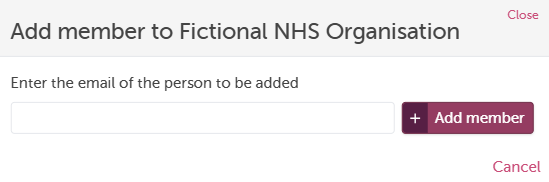 Close
Add member to Fictional NHS Organisation
Enter the email of the person to be added
+ Add member
Cancel